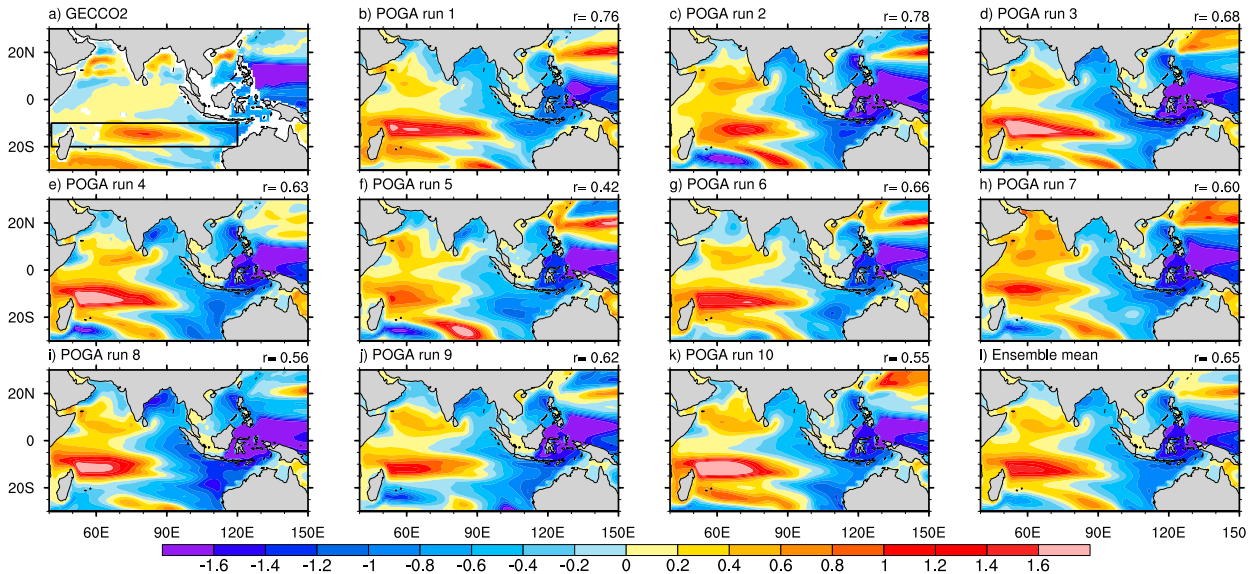 a) GECCO2
b) POGA run 1 r= 0.76
c) POGA run 2 r= 0.78
d) POGA run 3 r= 0.68
20N
0
20S
e) POGA run 4 r= 0.63
f) POGA run 5 r= 0.42
g) POGA run 6 r= 0.66
h) POGA run 7 r= 0.60
20N
0
20S
i) POGA run 8 r= 0.56
j) POGA run 9 r= 0.62
k) POGA run 10 r= 0.55
l) Ensemble mean r= 0.65
20N
0
20S
60E 90E 120E 150E
60E 90E 120E 150E
60E 90E 120E 150E
60E 90E 120E 150
-1.6 -1.4 -1.2 -1 -0.8 -0.6 -0.4 -0.2 0 0.2 0.4 0.6 0.8 1 1.2 1.4 1.6